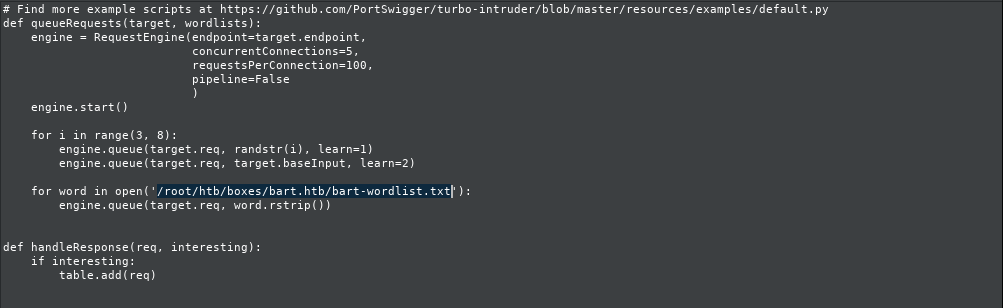 # Find more example scripts at https://github.com/PortSwigger/turbo-intruder/blob/master/resources/examples/default.py
def queueRequests(target, wordlists):
    engine = RequestEngine(endpoint=target.endpoint,
                           concurrentConnections=5,
                           requestsPerConnection=100,
                           pipeline=False
                           )
    engine.start()

    for i in range(3, 8):
        engine.queue(target.req, randstr(i), learn=1)
        engine.queue(target.req, target.baseInput, learn=2)

    for word in open('/root/htb/boxes/bart.htb/bart-wordlist.txt'):
        engine.queue(target.req, word.rstrip())


def handleResponse(req, interesting):
    if interesting:
        table.add(req)